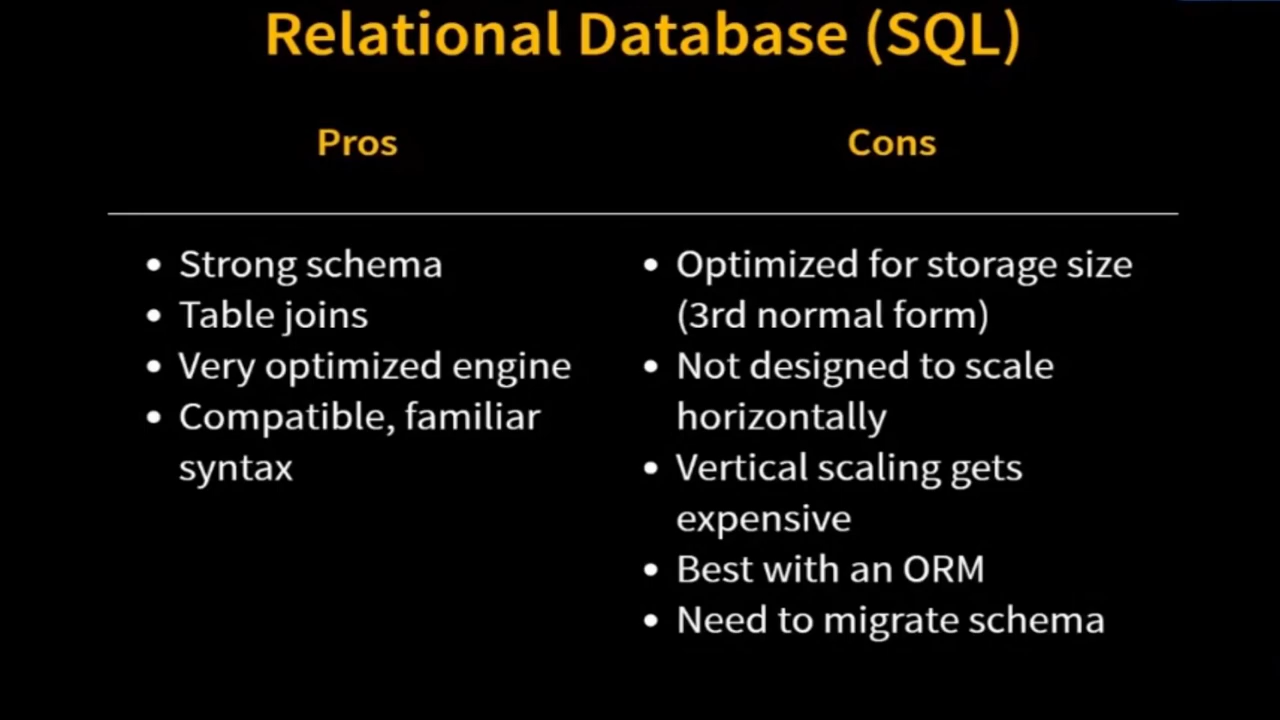 Relational Database (SQL)
Pros
Cons
• Strong schema
• Table joins
• Very optimized engine
• Compatible, familiar
syntax
• Optimized for storage size
(3rd normal form)
• Not designed to scale
horizontally
• Vertical scaling gets
expensive
• Best with an ORM
• Need to migrate schema